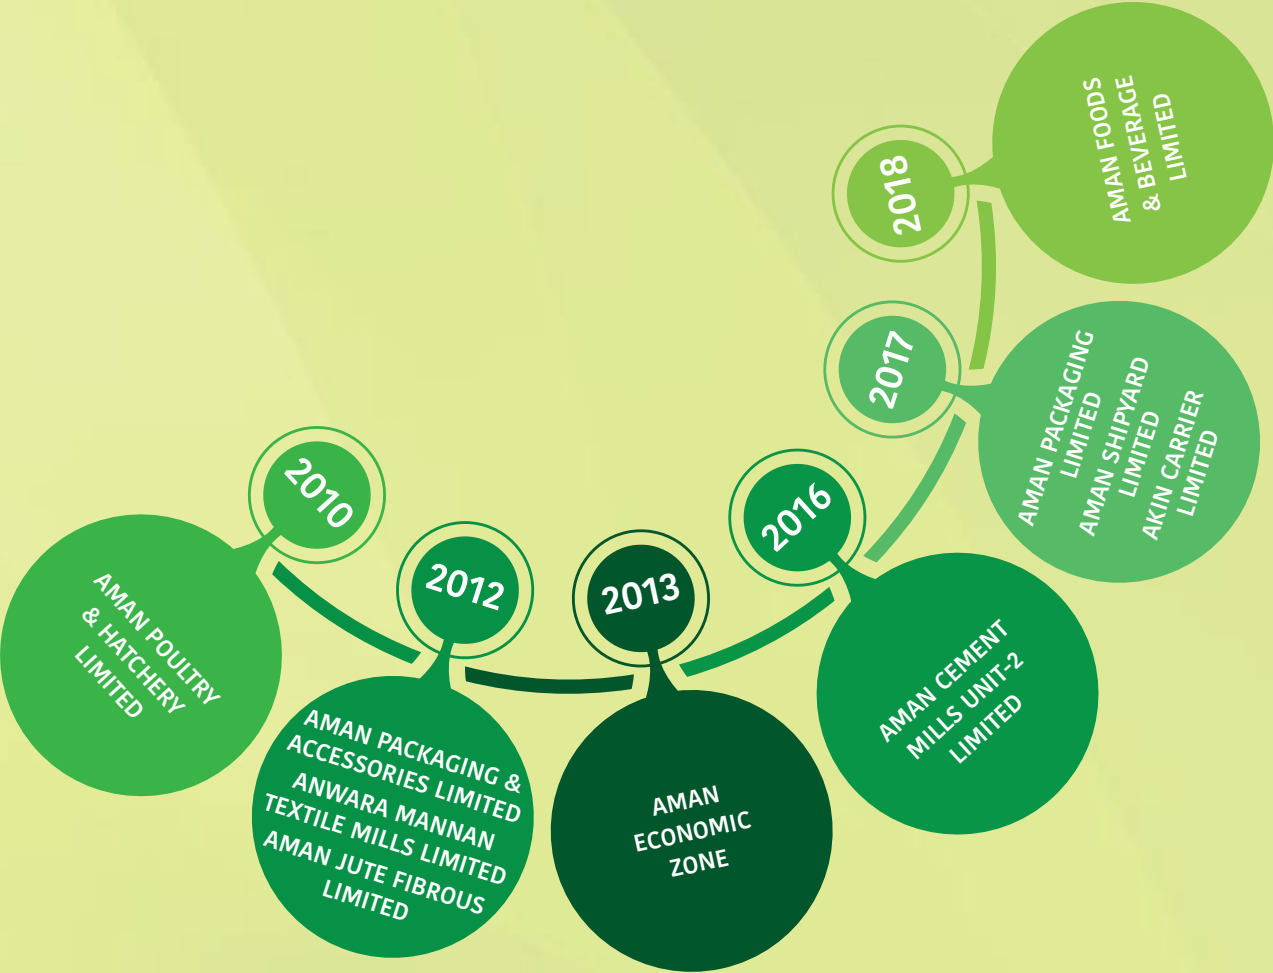 2010
AMAN POULTRY
& HATCHERY
LIMITED
2012
AMAN PACKAGING &
ACCESSORIES LIMITED
ANWARA MANNAN
TEXTILE MILLS LIMITED
AMAN JUTE FIBROUS
LIMITED
2013
AMAN
ECONOMIC
ZONE
2016
AMAN CEMENT
MILLS UNIT-2
LIMITED
2017
AMAN PACKAGING
LIMITED
AMAN SHIPYARD
LIMITED
AKIN CARRIER
LIMITED
2018
AMAN FOODS
& BEVERAGE
LIMITED